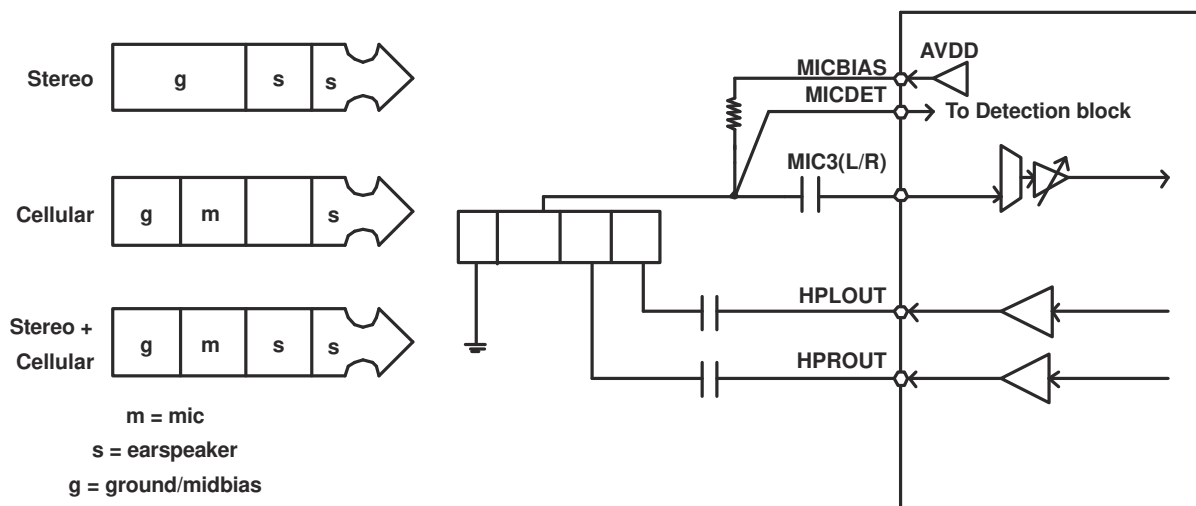 Stereo
g s s
Cellular
g m s
Stereo +
Cellular
g m s s
m = mic
s = earspeaker
g = ground/midbias
AVDD
MICBIAS
MICDET
To Detection block
MIC3(L/R)
HPLOUT
HPROUT